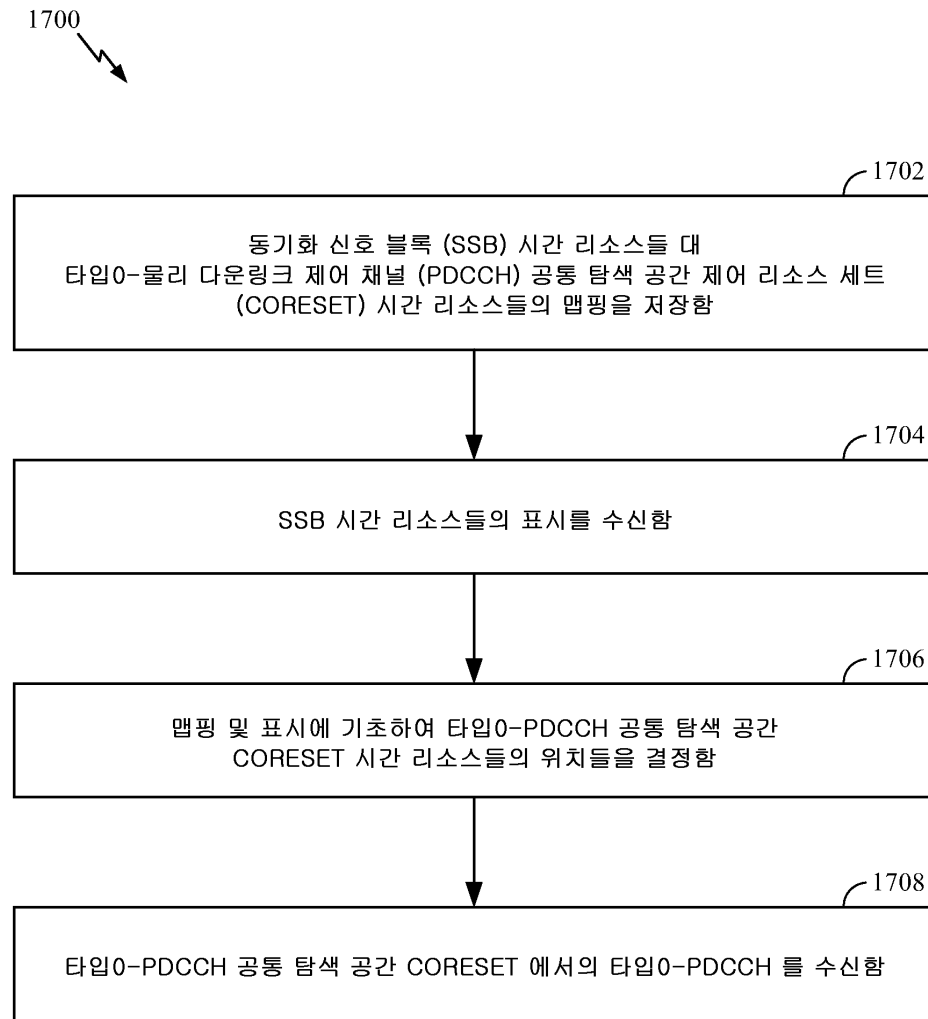 1700
1702
동기화 신호 블록 (SSB) 시간 리소스들 대
타입0-물리 다운링크 제어 채널 (PDCCH) 공통 탐색 공간 제어 리소스 세트
(CORESET) 시간 리소스들의 맵핑을 저장함
1704
SSB 시간 리소스들의 표시를 수신함
1706
맵핑 및 표시에 기초하여 타입0-PDCCH 공통 탐색 공간
CORESET 시간 리소스들의 위치들을 결정함
1708
타입0-PDCCH 공통 탐색 공간 CORESET 에서의 타입0-PDCCH 를 수신함